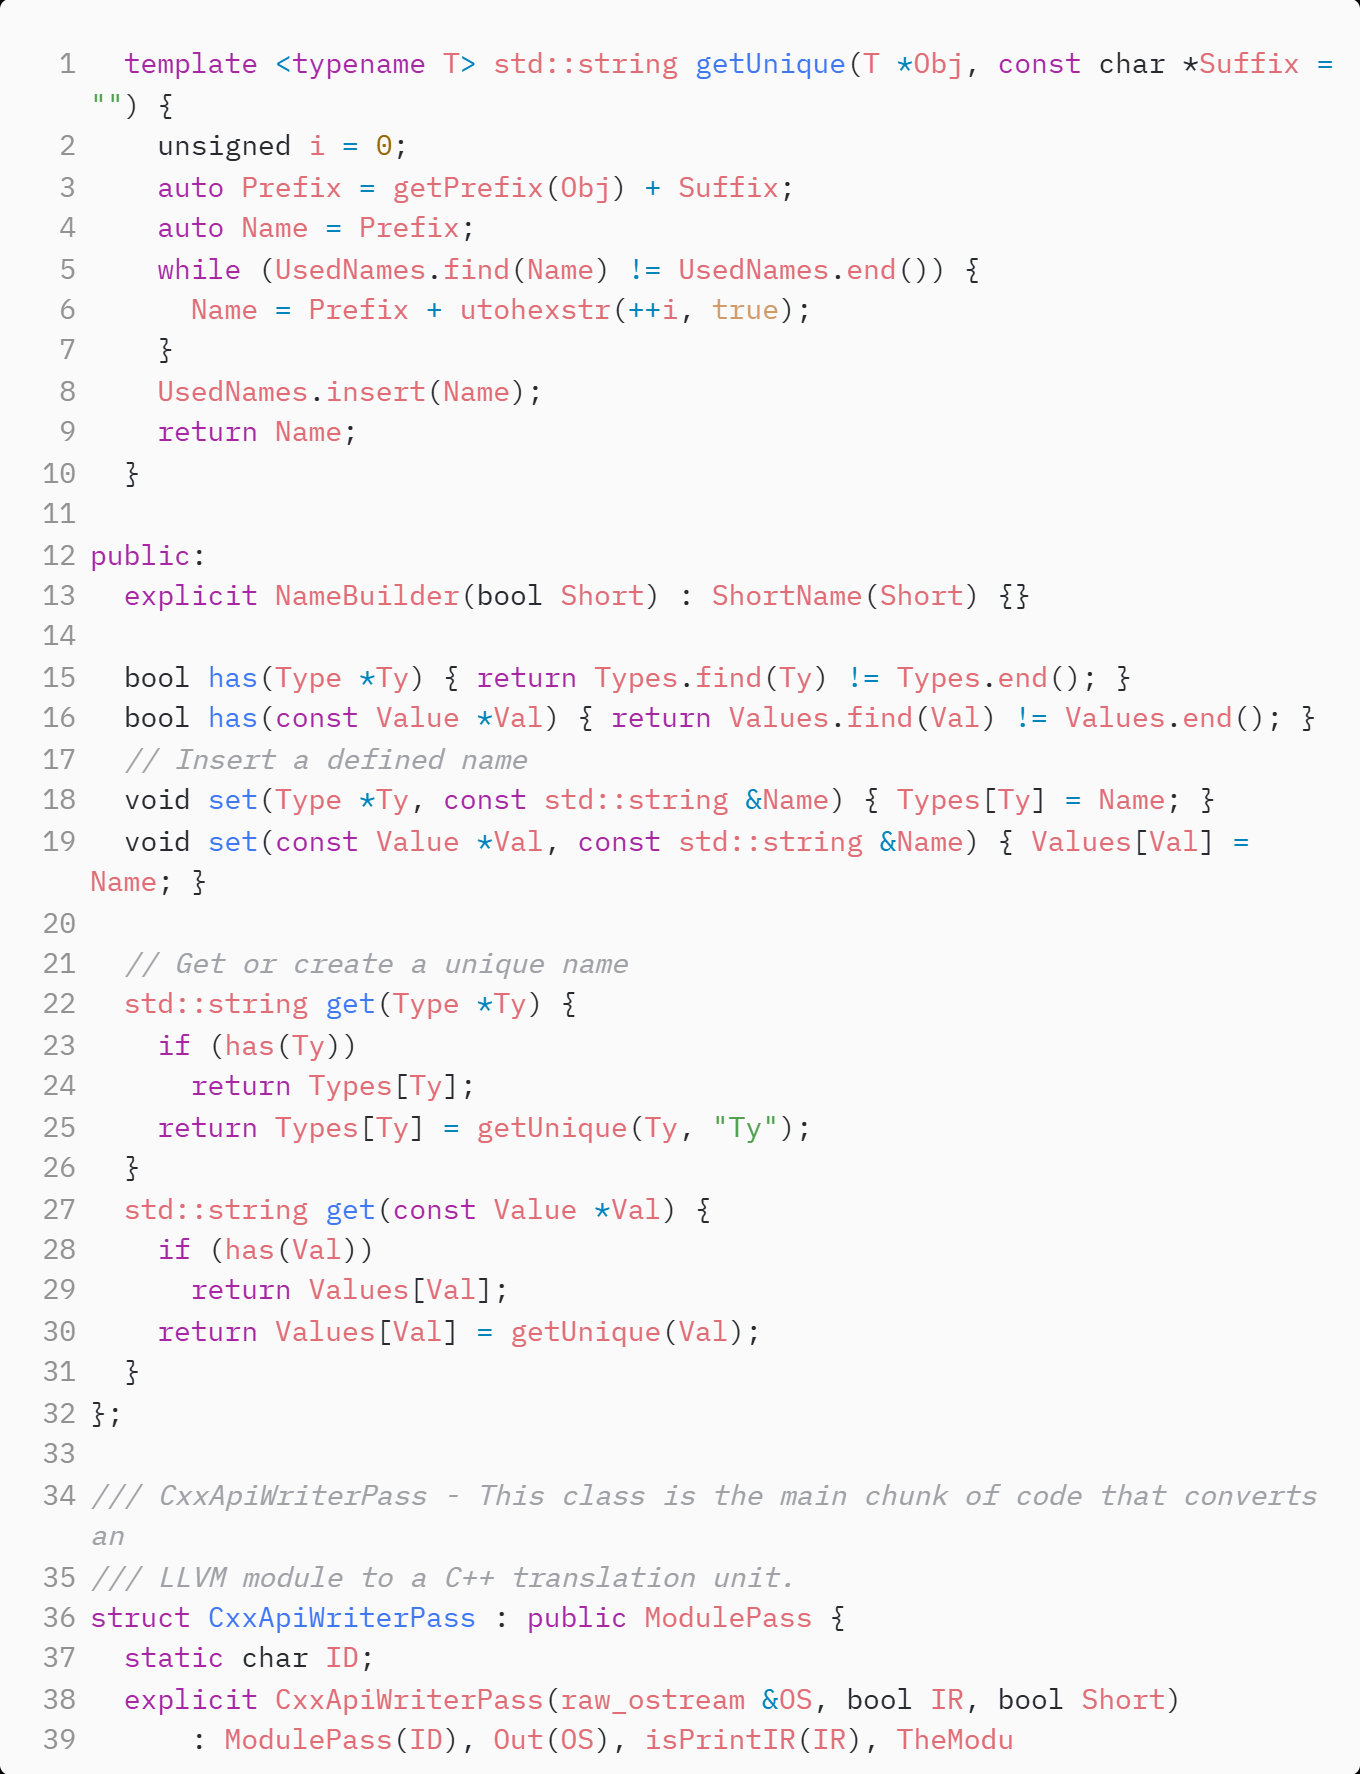 1   template <typename T> std::string getUnique(T *Obj, const char *Suffix =
"") {
2     unsigned i = 0;
3     auto Prefix = getPrefix(Obj) + Suffix;
4     auto Name = Prefix;
5     while (UsedNames.find(Name) != UsedNames.end()) {
6       Name = Prefix + utohexstr(++i, true);
7     }
8     UsedNames.insert(Name);
9     return Name;
10   }
11
12 public:
13   explicit NameBuilder(bool Short) : ShortName(Short) {}
14
15   bool has(Type *Ty) { return Types.find(Ty) != Types.end(); }
16   bool has(const Value *Val) { return Values.find(Val) != Values.end(); }
17   // Insert a defined name
18   void set(Type *Ty, const std::string &Name) { Types[Ty] = Name; }
19   void set(const Value *Val, const std::string &Name) { Values[Val] =
Name; }
20
21   // Get or create a unique name
22   std::string get(Type *Ty) {
23     if (has(Ty))
24       return Types[Ty];
25     return Types[Ty] = getUnique(Ty, "Ty");
26   }
27   std::string get(const Value *Val) {
28     if (has(Val))
29       return Values[Val];
30     return Values[Val] = getUnique(Val);
31   }
32 };
33
34 /// CxxApiWriterPass - This class is the main chunk of code that converts
an
35 /// LLVM module to a C++ translation unit.
36 struct CxxApiWriterPass : public ModulePass {
37   static char ID;
38   explicit CxxApiWriterPass(raw_ostream &OS, bool IR, bool Short)
39       : ModulePass(ID), Out(OS), isPrintIR(IR), TheModu